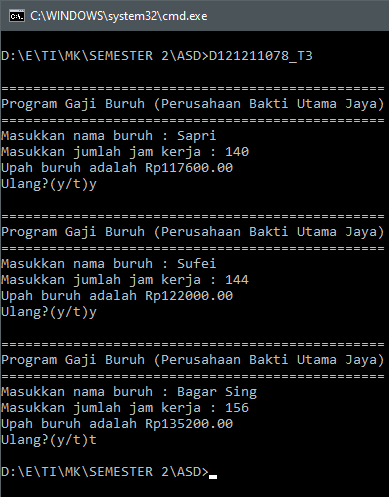 C:\WINDOWS\system32\cmd.exe
D:\E\TI\MK\SEMESTER 2\ASD>D121211078_T3
================================================
Program Gaji Buruh (Perusahaan Bakti Utama Jaya)
================================================
Masukkan nama buruh : Sapri
Masukkan jumlah jam kerja : 140
Upah buruh adalah Rp117600.00
Ulang?(y/t)y
================================================
Program Gaji Buruh (Perusahaan Bakti Utama Jaya)
================================================
Masukkan nama buruh : Sufei
Masukkan jumlah jam kerja : 144
Upah buruh adalah Rp122000.00
Ulang?(y/t)y
================================================
Program Gaji Buruh (Perusahaan Bakti Utama Jaya)
================================================
Masukkan nama buruh : Bagar Sing
Masukkan jumlah jam kerja : 156
Upah buruh adalah Rp135200.00
Ulang?(y/t)t
D:\E\TI\MK\SEMESTER 2\ASD>